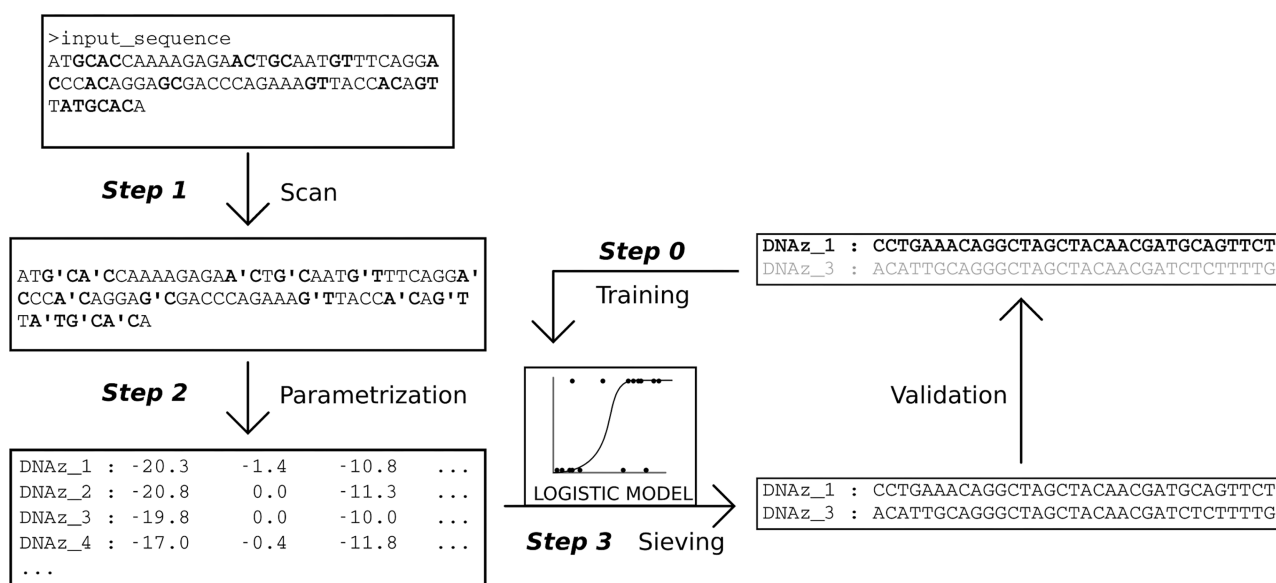 >input_sequence
ATGCACCAAAAGAGAACTGCAATGTTTCAGGA
CCCACAGGAGCGACCCAGAAAGTTACCACAGT
TATGCACA
Step 1 Scan
ATG'CA'CCAAAAGAGAA'CTG'CAATG'TTTCAGGA'
CCCA'CAGGAG'CGACCCAGAAAG'TTACCA'CAG'T
TA'TG'CA'CA
Step 2 Parametrization
DNAz_1 : -20.3 -1.4 -10.8 ...
DNAz_2 : -20.8 0.0 -11.3 ...
DNAz_3 : -19.8 0.0 -10.0 ...
DNAz_4 : -17.0 -0.4 -11.8 ...
...
Step 0
Training
LOGISTIC MODEL
Step 3 Sieving
DNAz_1 : CCTGAAACAGGCTAGCTACAACGATGCAGTTCT
DNAz_3 : ACATTGCAGGGCTAGCTACAACGATCTCTTTTG
Validation
DNAz_1 : CCTGAAACAGGCTAGCTACAACGATGCAGTTCT
DNAz_3 : ACATTGCAGGGCTAGCTACAACGATCTCTTTTG